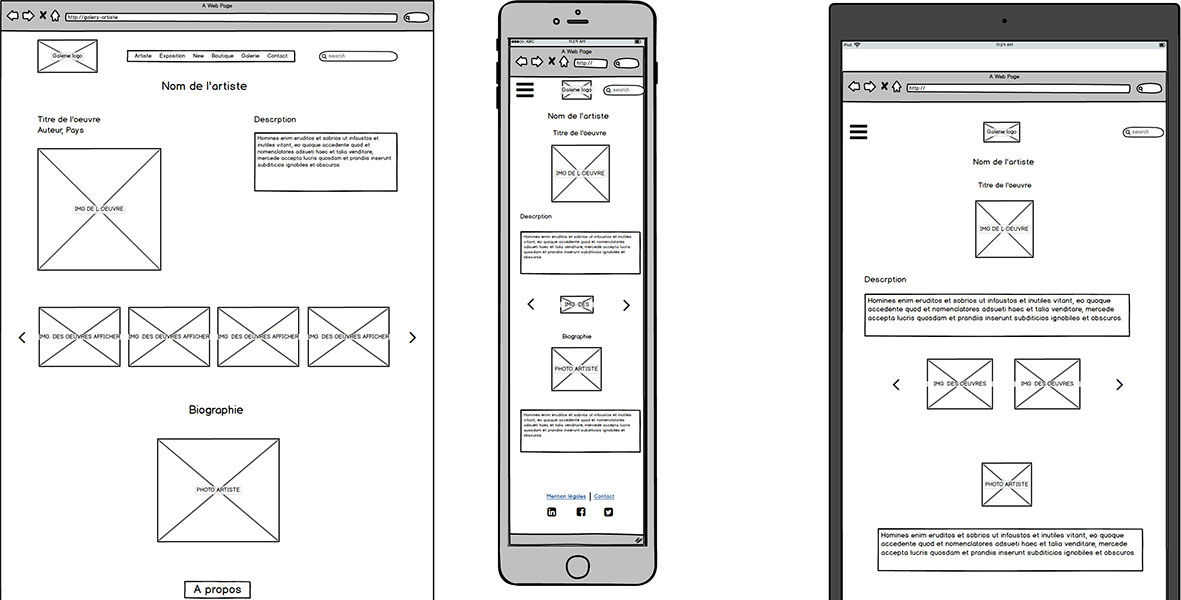 A Web Page
http://galery-artiste
Galerie logo
Artiste Exposition New Boutique Galerie Contact
search
Nom de l'artiste
Titre de l'oeuvre
Auteur, Pays
IMG DE L OEUVRE
Descrption
Homines enim eruditos et sobrios ut infaustos et
inutiles vitant, eo quoque accedente quod et
nomenclatores adsueti haec et talia venditare,
mercede accepta lucris quosdam et prandiis inserunt
subditicios ignobiles et obscuros.
IMG DES OEUVRES AFFICHER
IMG DES OEUVRES AFFICHER
IMG DES OEUVRES AFFICHER
IMG DES OEUVRES AFFICHER
Biographie
PHOTO ARTISTE
A propos
ABC
11:29 AM
A Web Page
http://
Galerie logo
search
Nom de l'artiste
Titre de l'oeuvre
IMG DE L OEUVRE
Descrption
Homines enim eruditos et sobrios ut infaustos et inutiles
vitant, eo quoque accedente quod et nomenclatores
adsueti haec et talia venditare, mercede accepta lucris
quosdam et prandiis inserunt subditicios ignobiles et
obscuros.
IMG DES
Biographie
PHOTO ARTISTE
Homines enim eruditos et sobrios ut infaustos et inutiles
vitant, eo quoque accedente quod et nomenclatores
adsueti haec et talia venditare, mercede accepta lucris
quosdam et prandiis inserunt subditicios ignobiles et
obscuros.
Mention légales | Contact
iPad
11:29 AM
A Web Page
http://
Galerie logo
search
Nom de l'artiste
Titre de l'oeuvre
IMG DE L OEUVRE
Descrption
Homines enim eruditos et sobrios ut infaustos et inutiles vitant, eo quoque
accedente quod et nomenclatores adsueti haec et talia venditare, mercede
accepta lucris quosdam et prandiis inserunt subditicios ignobiles et obscuros.
IMG DES OEUVRES
IMG DES OEUVRES
PHOTO ARTISTE
Homines enim eruditos et sobrios ut infaustos et inutiles vitant, eo quoque
accedente quod et nomenclatores adsueti haec et talia venditare, mercede
accepta lucris quosdam et prandiis inserunt subditicios ignobiles et obscuros.